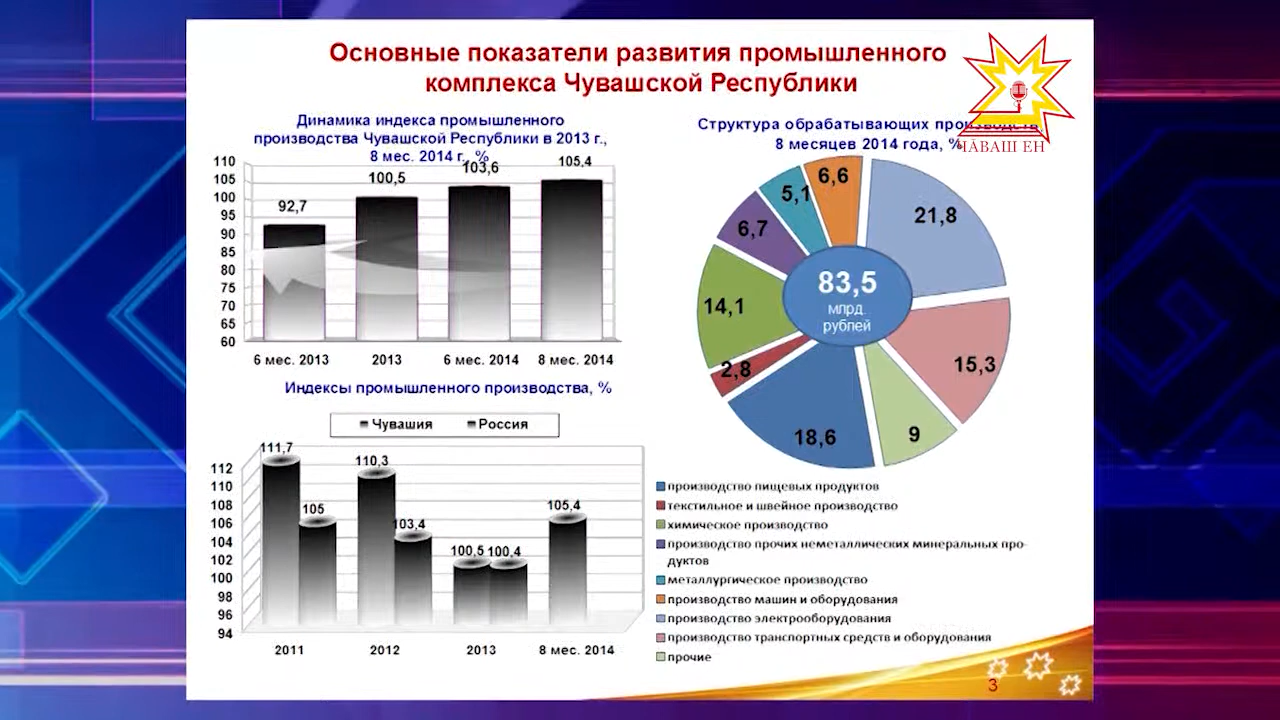 Основные показатели развития промышленного
комплекса Чувашской Республики
ЧӐВАШ ЕН
Динамика индекса промышленного
производства Чувашской Республики в 2013 г.,
8 мес. 2014 г., %
110
105
100
95
90
85
80
75
70
65
60
92,7
100,5
103,6
105,4
6 мес. 2013
2013
6 мес. 2014
8 мес. 2014
Индексы промышленного производства, %
Чувашия
Россия
112
110
108
106
104
102
100
98
96
94
111,7
105
110,3
103,4
100,5
100,4
105,4
2011
2012
2013
8 мес. 2014
Структура обрабатывающих
8 месяцев 2014 года, %
6,6
21,8
5,1
6,7
14,1
2,8
18,6
9
15,3
83,5
млрд.
рублей
производство пищевых продуктов
текстильное и швейное производство
химическое производство
производство прочих неметаллических минеральных про-
дуктов
металлургическое производство
производство машин и оборудования
производство электрооборудования
производство транспортных средств и оборудования
прочие
3